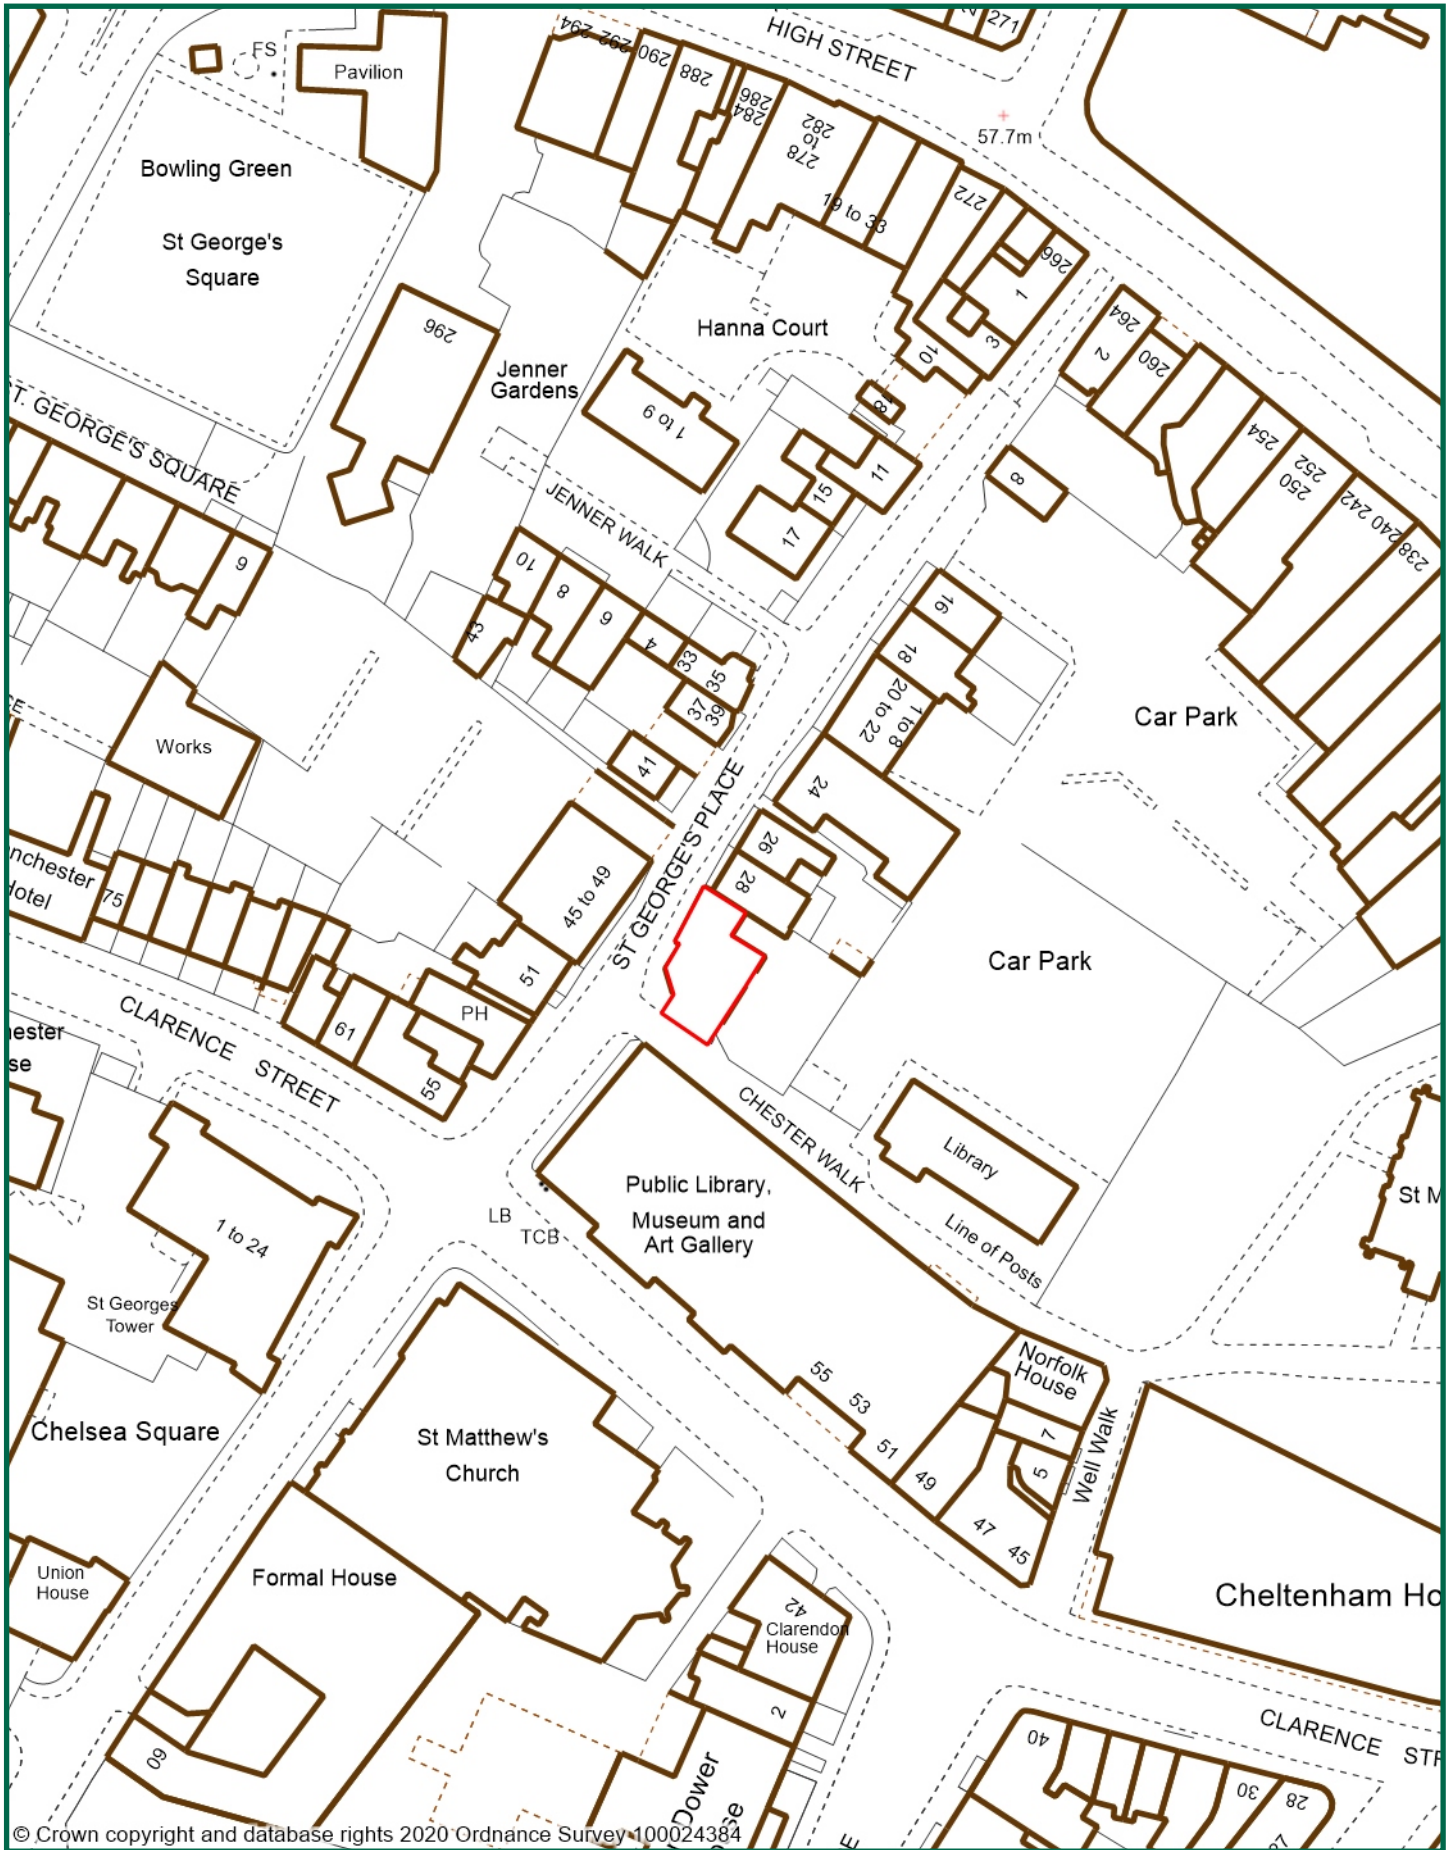 HIGH STREET
271
294
292
290
288
286
284
282
to
278
19 to 33
272
266
57.7m
FS
Pavilion
Bowling Green
St George's
Square
296
Hanna Court
Jenner
Gardens
1
3
10
18
264
2
260
254
252
250
242
240
238
1 to 9
11
15
17
8
T. GEORGE'S SQUARE
JENNER WALK
6
10
8
6
4
43
33
35
37
39
41
16
18
20 to 22
1 to 8
24
26
28
Car Park
Works
ST GEORGE'S PLACE
45 to 49
51
nchester
Hotel
75
Car Park
PH
61
55
CLARENCE STREET
hester
se
CHESTER WALK
Library
Line of Posts
Public Library,
Museum and
Art Gallery
LB
TCB
1 to 24
St Georges
Tower
St M
Chelsea Square
St Matthew's
Church
55
53
51
49
47
45
Norfolk
House
7
5
Well Walk
Union
House
Formal House
42
Clarendon
House
2
Cheltenham Ho
60
Dower
CLARENCE STR
40
30
28
© Crown copyright and database rights 2020 Ordnance Survey 100024384